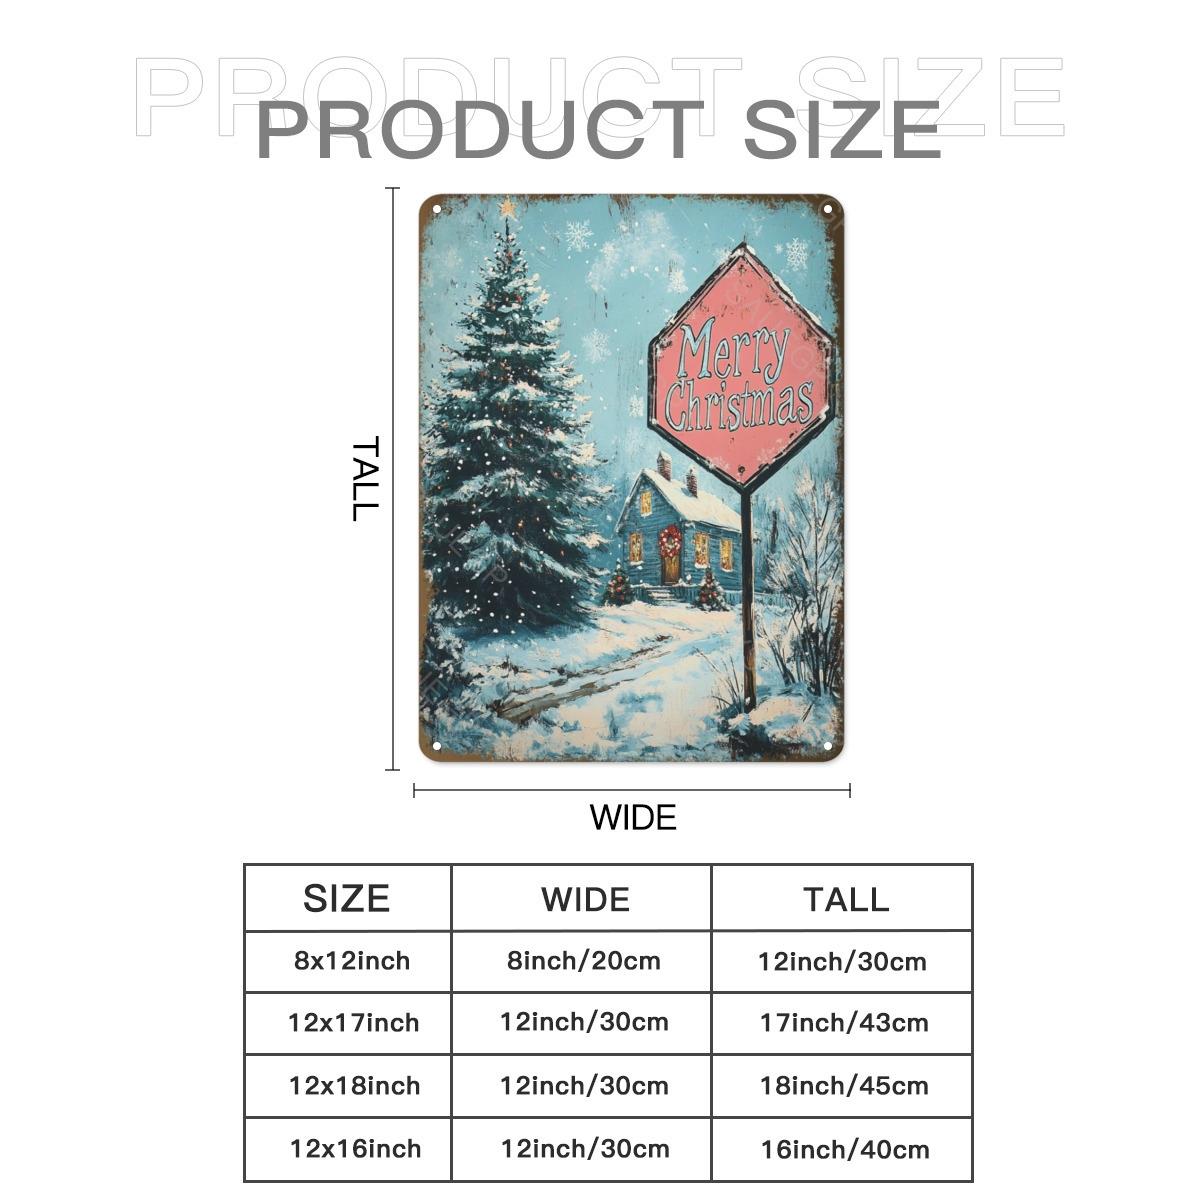 PRODUCT SIZE
PRODUCT SIZE
Merry
Christmas
TALL
WIDE
SIZE WIDE TALL
8x12inch 8inch/20cm 12inch/30cm
12x17inch 12inch/30cm 17inch/43cm
12x18inch 12inch/30cm 18inch/45cm
12x16inch 12inch/30cm 16inch/40cm